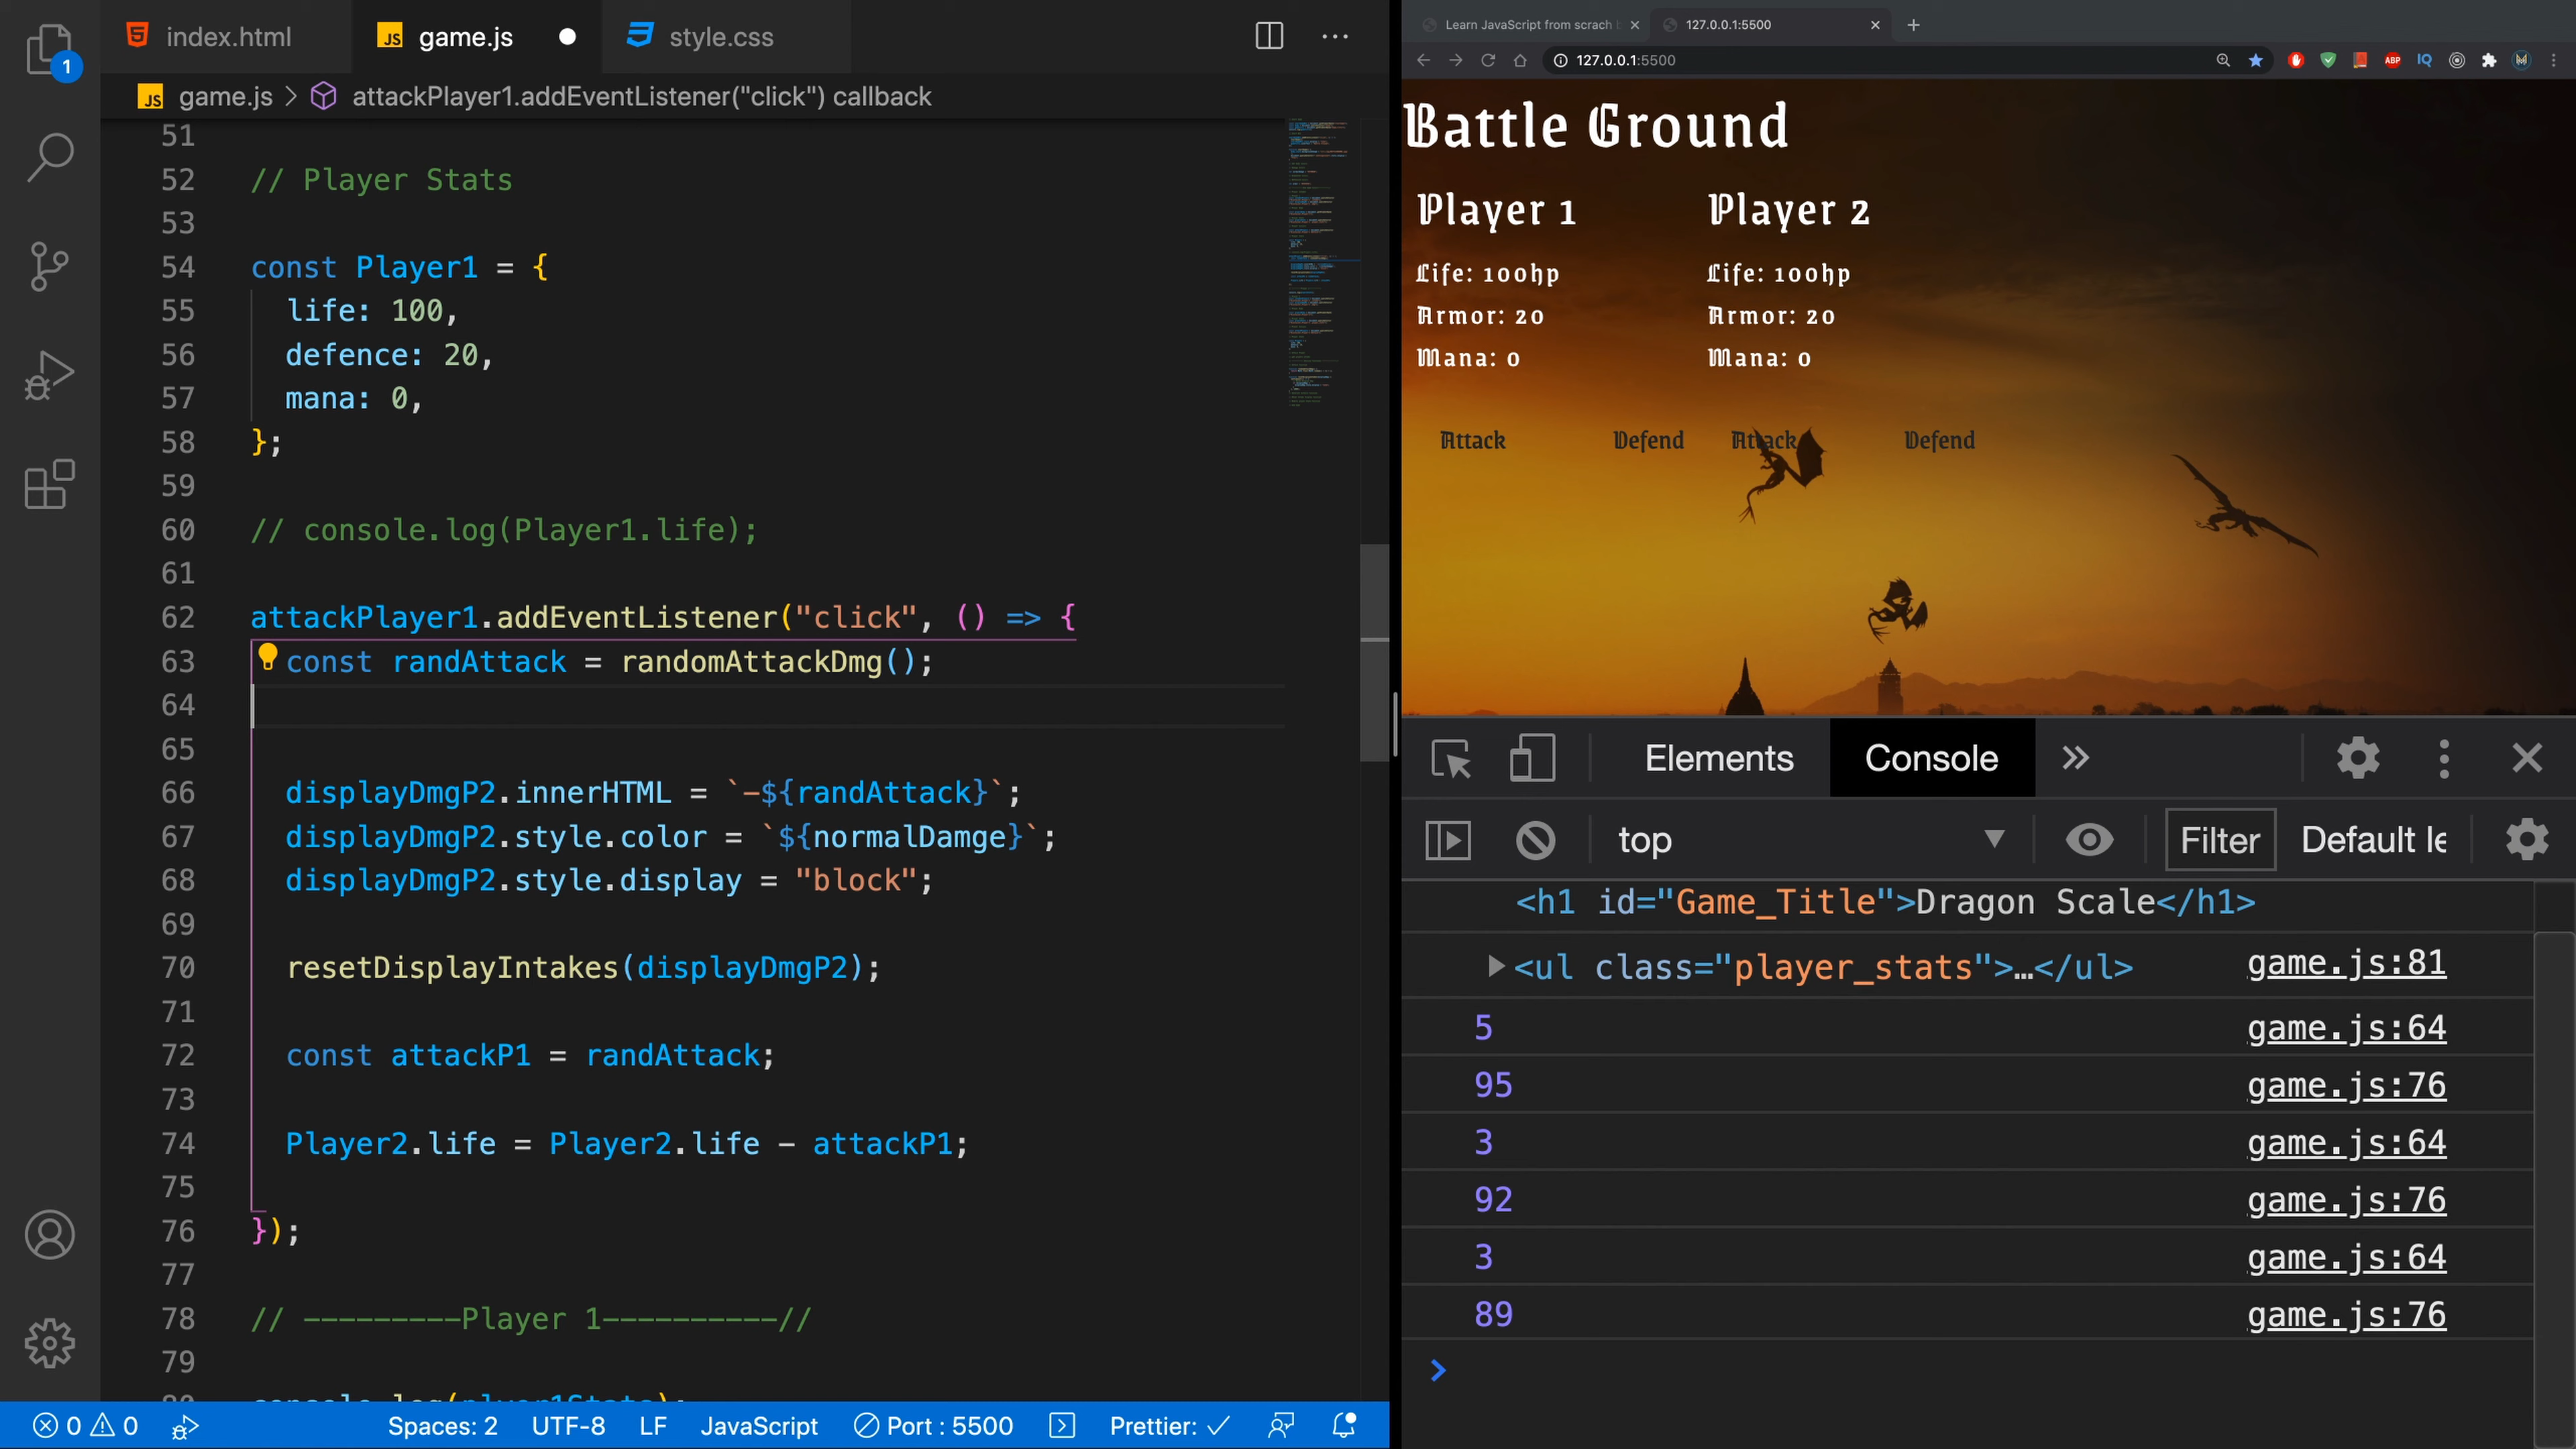 index.html
JS game.js
style.css
1
JS game.js > attackPlayer1.addEventListener("click") callback
51
52 // Player Stats
53
54 const Player1 = {
55 life: 100,
56 defence: 20,
57 mana: 0,
58 };
59
60 // console.log(Player1.life);
61
62 attackPlayer1.addEventListener("click", () => {
63 const randAttack = randomAttackDmg();
64
65
66 displayDmgP2.innerHTML = `-${randAttack}`;
67 displayDmgP2.style.color = `${normalDamge}`;
68 displayDmgP2.style.display = "block";
69
70 resetDisplayIntakes(displayDmgP2);
71
72 const attackP1 = randAttack;
73
74 Player2.life = Player2.life - attackP1;
75
76 });
77
78 // ---------Player 1----------//
79
80 console.log(plyer1Stats);
0 0 Spaces: 2 UTF-8 LF JavaScript Port : 5500 Prettier: ✓
Learn JavaScript from scrach
127.0.0.1:5500
127.0.0.1:5500
ABP
IQ
Battle Ground
Player 1 Player 2
Life: 100hp Life: 100hp
Armor: 20 Armor: 20
Mana: 0 Mana: 0
Attack Defend Attack Defend
Elements Console »
top Filter Default le
<h1 id="Game_Title">Dragon Scale</h1>
<ul class="player_stats">…</ul> game.js:81
5 game.js:64
95 game.js:76
3 game.js:64
92 game.js:76
3 game.js:64
89 game.js:76
>